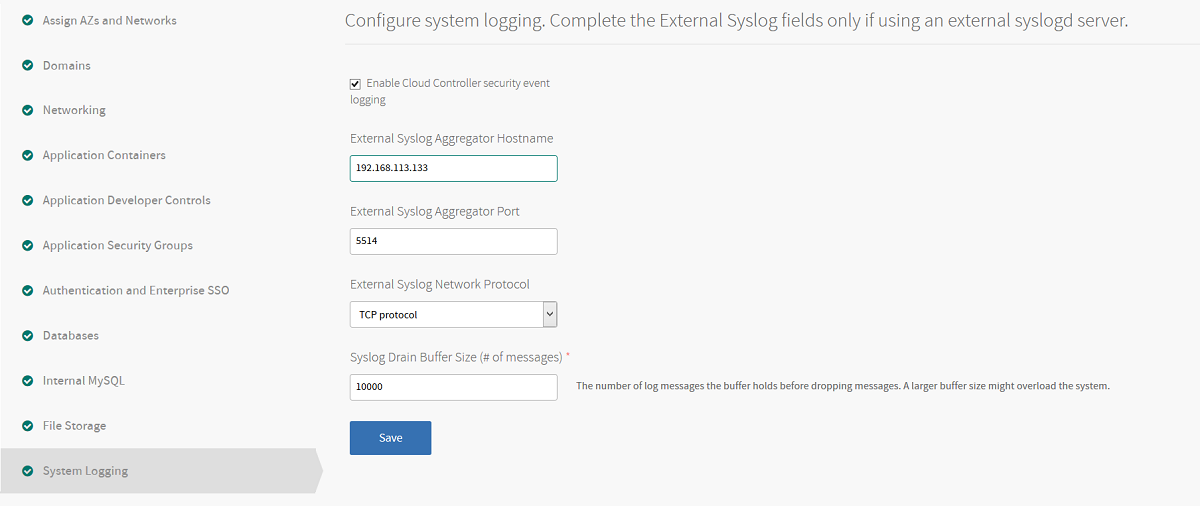 Assign AZs and Networks
Domains
Networking
Application Containers
Application Developer Controls
Application Security Groups
Authentication and Enterprise SSO
Databases
Internal MySQL
File Storage
System Logging
Configure system logging. Complete the External Syslog fields only if using an external syslogd server.
Enable Cloud Controller security event
logging
External Syslog Aggregator Hostname
192.168.113.133
External Syslog Aggregator Port
5514
External Syslog Network Protocol
TCP protocol
Syslog Drain Buffer Size (# of messages) *
10000
The number of log messages the buffer holds before dropping messages. A larger buffer size might overload the system.
Save